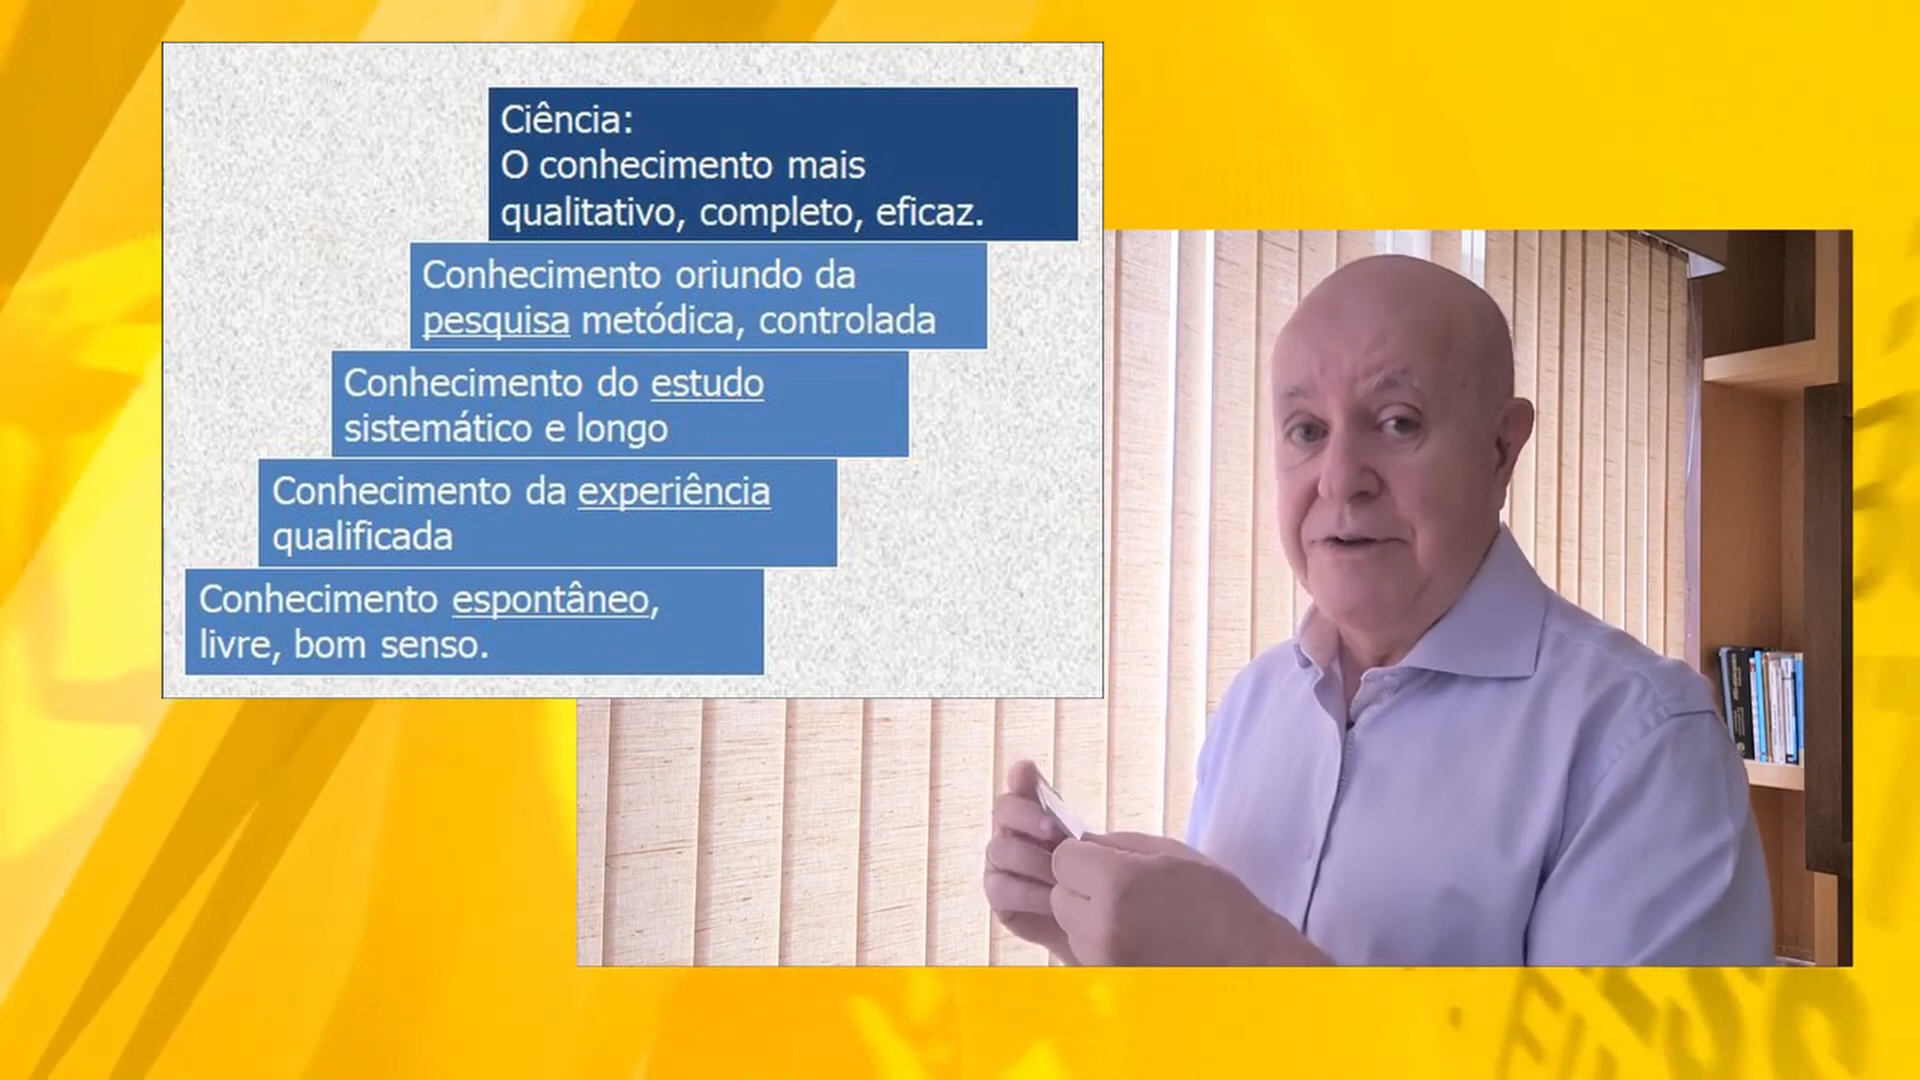 Ciência:
O conhecimento mais
qualitativo, completo, eficaz.
Conhecimento oriundo da
pesquisa metódica, controlada
Conhecimento do estudo
sistemático e longo
Conhecimento da experiência
qualificada
Conhecimento espontâneo,
livre, bom senso.